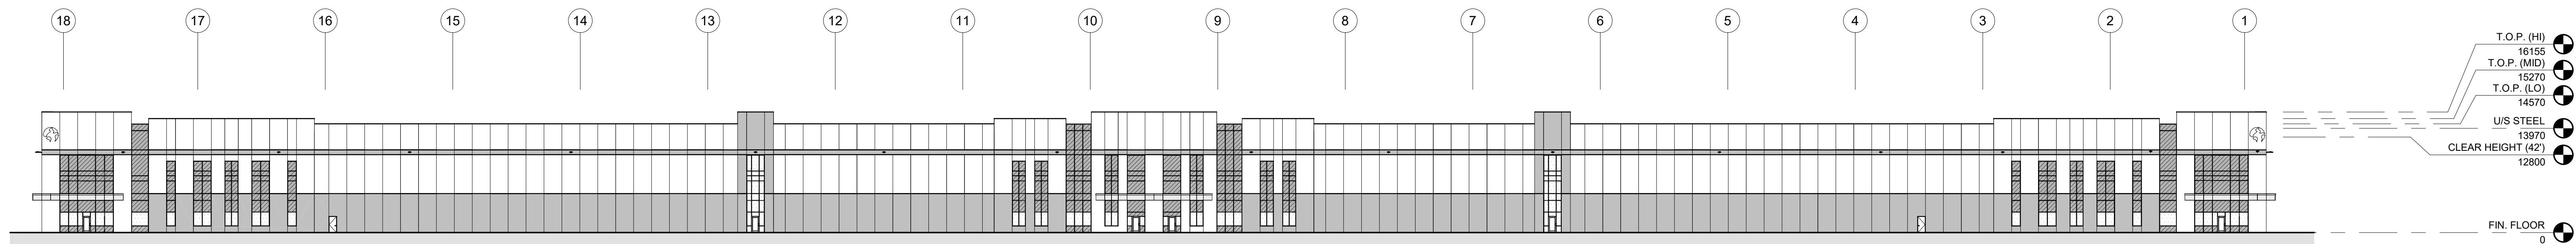 18 17 16 15 14 13 12 11 10 9 8 7 6 5 4 3 2 1
T.O.P. (HI)
16155
T.O.P. (MID)
15270
T.O.P. (LO)
14570
U/S STEEL
13970
CLEAR HEIGHT (42')
12800
FIN. FLOOR
0